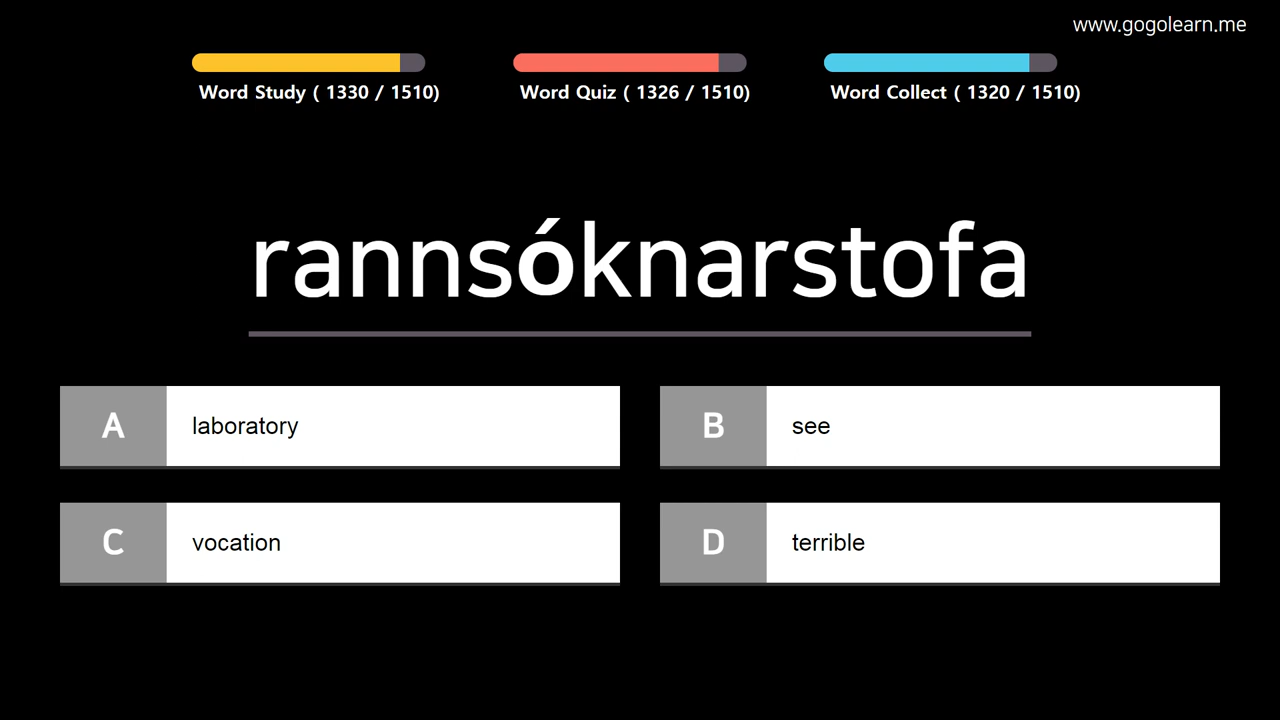 www.gogolearn.me
Word Study ( 1330 / 1510)
Word Quiz ( 1326 / 1510)
Word Collect ( 1320 / 1510)
rannsóknarstofa
A laboratory
B see
C vocation
D terrible